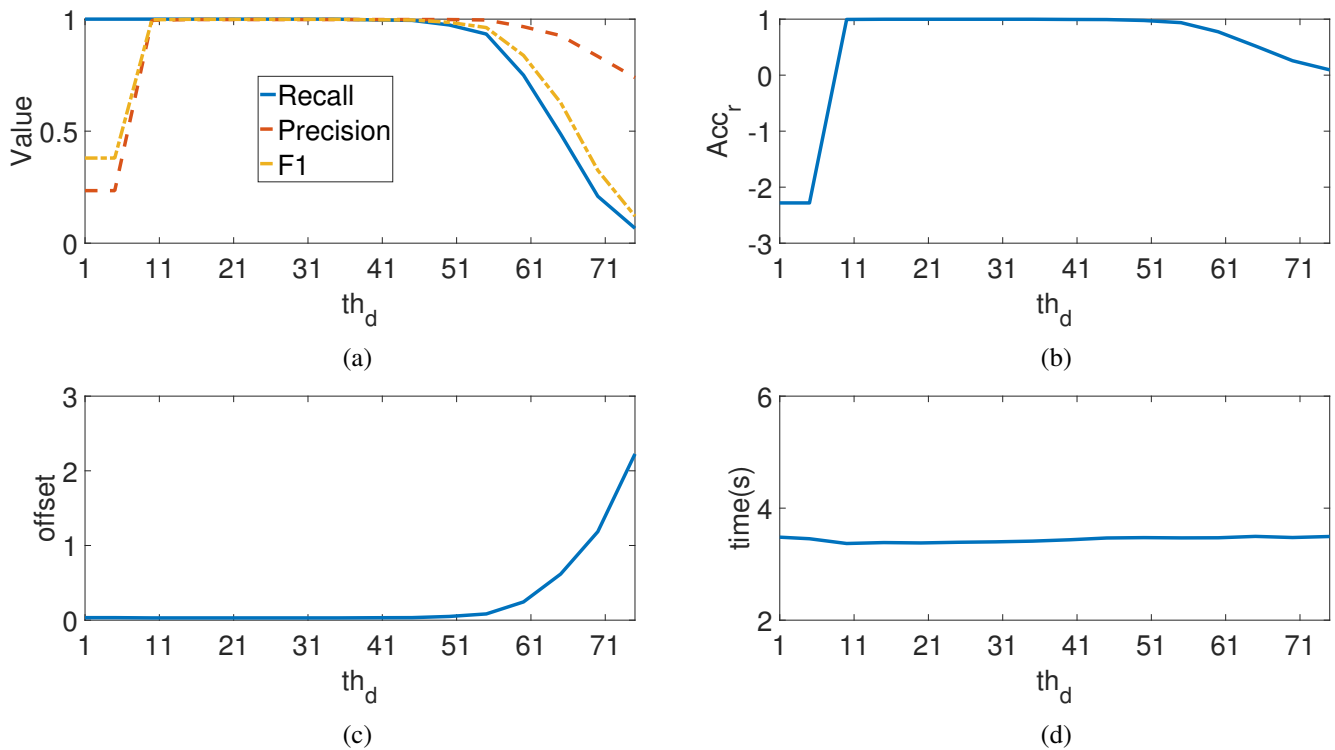 1
0.5
0
Value
Recall
Precision
F1
1 11 21 31 41 51 61 71
th_d
(a)
1
0
-1
-2
-3
Acc_r
1 11 21 31 41 51 61 71
th_d
(b)
3
2
1
0
offset
1 11 21 31 41 51 61 71
th_d
(c)
6
4
2
time(s)
1 11 21 31 41 51 61 71
th_d
(d)